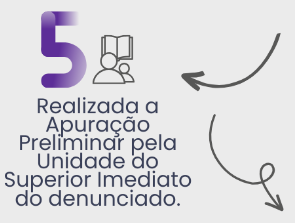 5
Realizada a
Apuração
Preliminar pela
Unidade do
Superior Imediato
do denunciado.